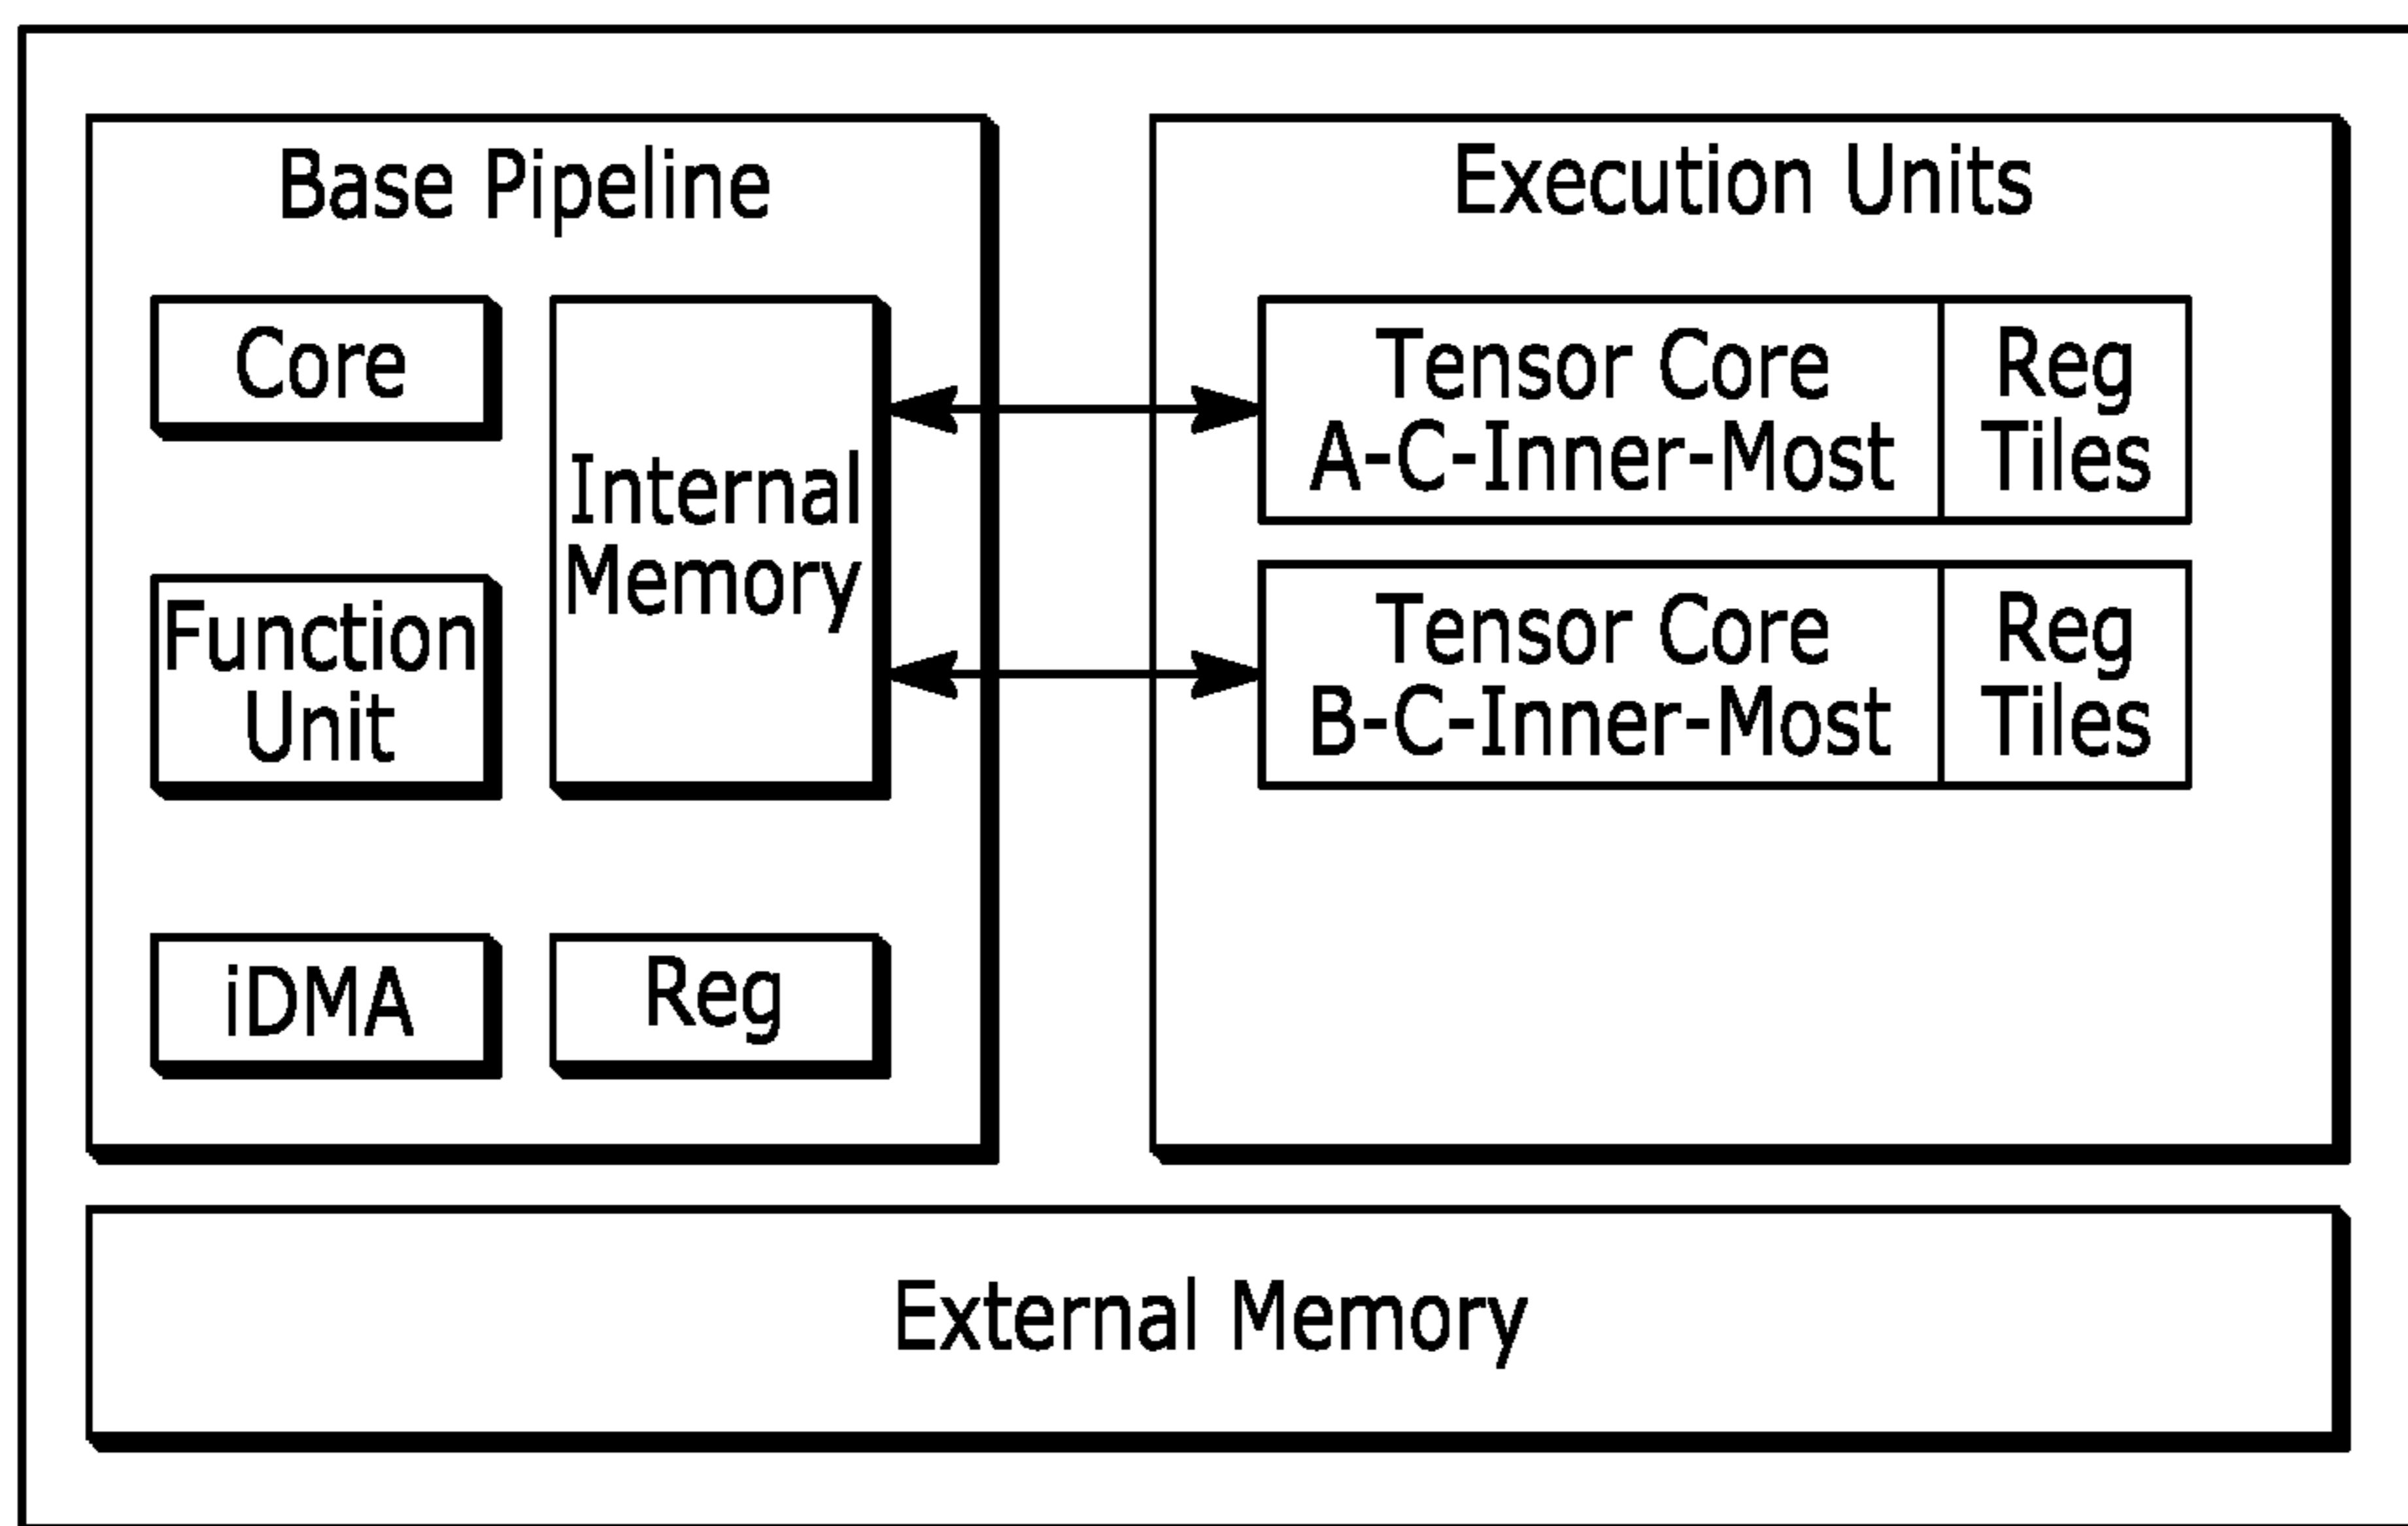 Base Pipeline
Core
Internal
Memory
Function
Unit
iDMA
Reg
Execution Units
Tensor Core
A-C-Inner-Most
Reg
Tiles
Tensor Core
B-C-Inner-Most
Reg
Tiles
External Memory